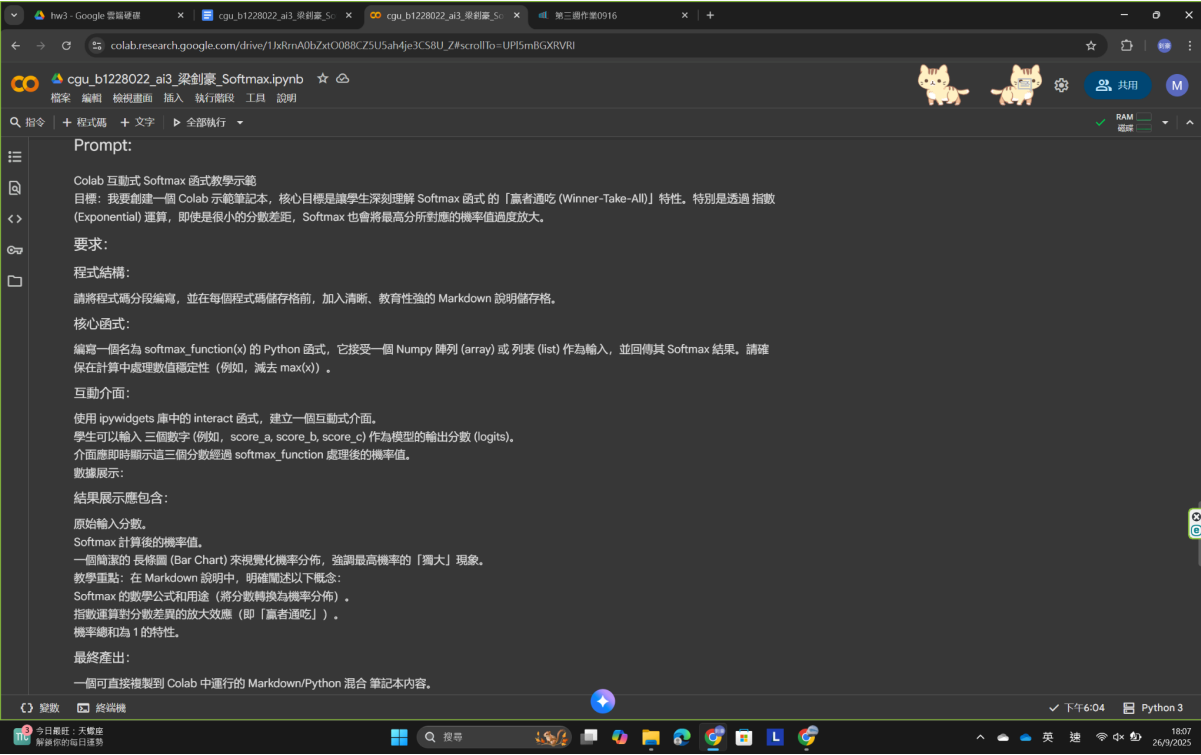 hw3 - Google 雲端硬碟
cgu_b1228022_ai3_梁釗豪_So
cgu_b1228022_ai3_梁釗豪_So
第三週作業0916
colab.research.google.com/drive/1JxRrnA0bZxtO088CZ5U5ah4je3CS8U_Z#scrollTo=UPl5mBGXRVRl
CO
cgu_b1228022_ai3_梁釗豪_Softmax.ipynb
檔案 編輯 檢視畫面 插入 執行階段 工具 說明
共用
M
指令 + 程式碼 + 文字 全部執行
RAM
磁碟
Prompt:
Colab 互動式 Softmax 函式教學示範
目標：我要創建一個 Colab 示範筆記本，核心目標是讓學生深刻理解 Softmax 函式 的「贏者通吃 (Winner-Take-All)」特性。特別是透過 指數
(Exponential) 運算，即使是很小的分數差距，Softmax 也會將最高分所對應的機率值過度放大。
要求：
程式結構：
請將程式碼分段編寫，並在每個程式碼儲存格前，加入清晰、教育性強的 Markdown 說明儲存格。
核心函式：
編寫一個名為 softmax_function(x) 的 Python 函式，它接受一個 Numpy 陣列 (array) 或 列表 (list) 作為輸入，並回傳其 Softmax 結果。請確
保在計算中處理數值穩定性（例如，減去 max(x)）。
互動介面：
使用 ipywidgets 庫中的 interact 函式，建立一個互動式介面。
學生可以輸入 三個數字 (例如，score_a, score_b, score_c) 作為模型的輸出分數 (logits)。
介面應即時顯示這三個分數經過 softmax_function 處理後的機率值。
數據展示：
結果展示應包含：
原始輸入分數。
Softmax 計算後的機率值。
一個簡潔的 長條圖 (Bar Chart) 來視覺化機率分佈，強調最高機率的「獨大」現象。
教學重點：在 Markdown 說明中，明確闡述以下概念：
Softmax 的數學公式和用途（將分數轉換為機率分佈）。
指數運算對分數差異的放大效應（即「贏者通吃」）。
機率總和為 1 的特性。
最終產出：
一個可直接複製到 Colab 中運行的 Markdown/Python 混合 筆記本內容。
變數 終端機
下午6:04 Python 3
今日最旺：天蠍座
解鎖你的每日運勢
搜尋
英
速
18:07
26/9/2025